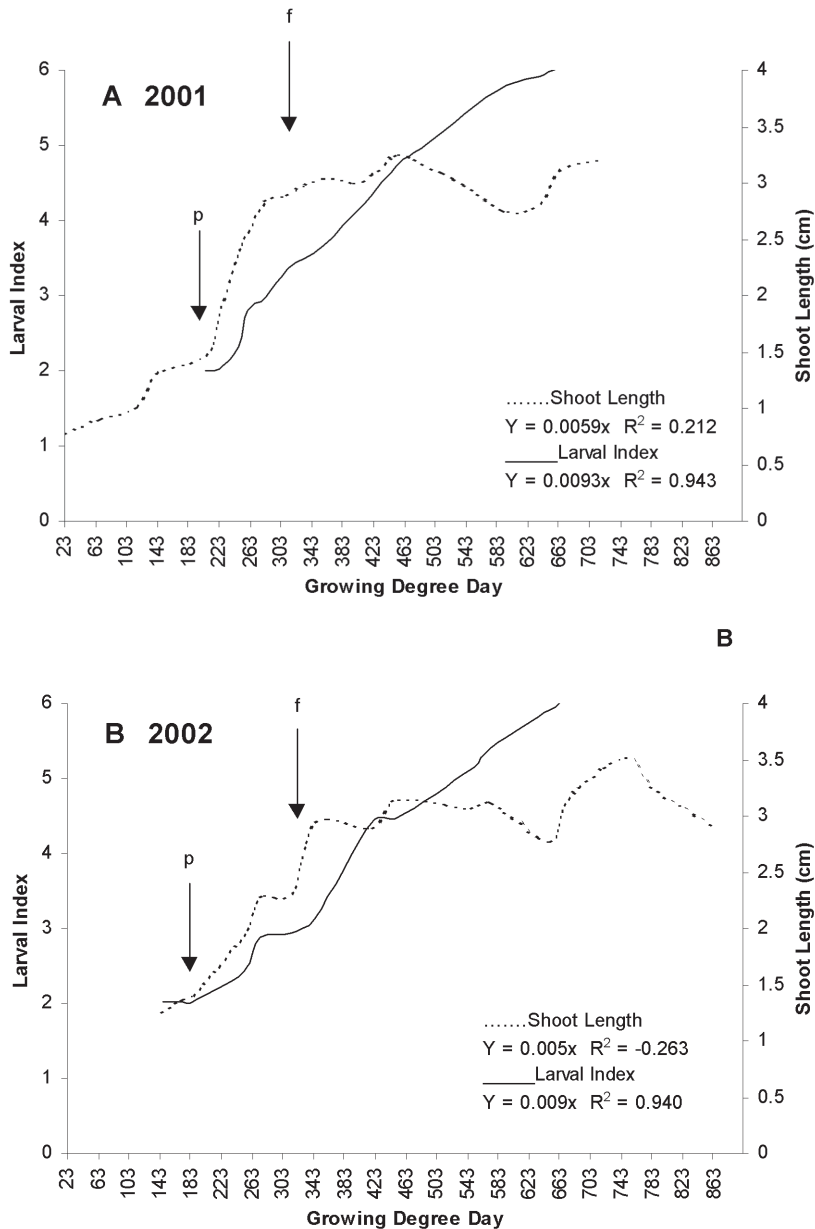 f
6
4
A 2001
5
3.5
p
4
3
3
2.5
2
2
1
1.5
0
1
0.5
0
Larval Index
Shoot Length (cm)
.......Shoot Length
Y = 0.0059x R² = 0.212
Larval Index
Y = 0.0093x R² = 0.943
23 63 103 143 183 223 263 303 343 383 423 463 503 543 583 623 663 703 743 783 823 863
Growing Degree Day
B
f
6
4
B 2002
5
3.5
p
4
3
3
2.5
2
2
1
1.5
0
1
0.5
0
Larval Index
Shoot Length (cm)
.......Shoot Length
Y = 0.005x R² = -0.263
Larval Index
Y = 0.009x R² = 0.940
23 63 103 143 183 223 263 303 343 383 423 463 503 543 583 623 663 703 743 783 823 863
Growing Degree Day